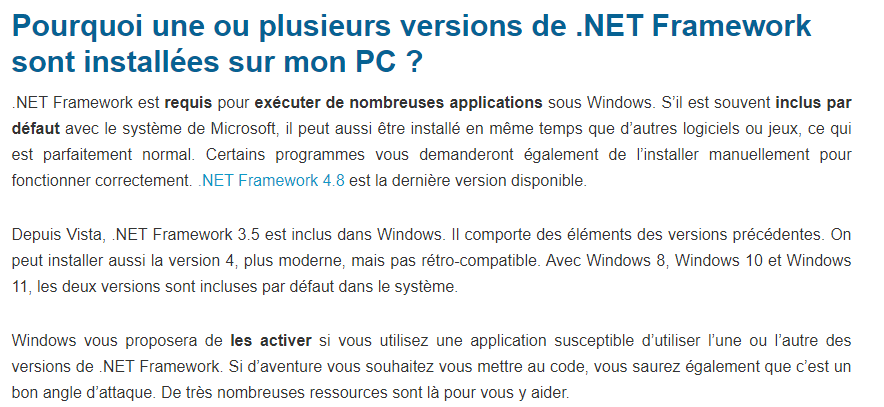 Pourquoi une ou plusieurs versions de .NET Framework
sont installées sur mon PC ?
.NET Framework est requis pour exécuter de nombreuses applications sous Windows. S’il est souvent inclus par
défaut avec le système de Microsoft, il peut aussi être installé en même temps que d’autres logiciels ou jeux, ce qui
est parfaitement normal. Certains programmes vous demanderont également de l’installer manuellement pour
fonctionner correctement. .NET Framework 4.8 est la dernière version disponible.
Depuis Vista, .NET Framework 3.5 est inclus dans Windows. Il comporte des éléments des versions précédentes. On
peut installer aussi la version 4, plus moderne, mais pas rétro-compatible. Avec Windows 8, Windows 10 et Windows
11, les deux versions sont incluses par défaut dans le système.
Windows vous proposera de les activer si vous utilisez une application susceptible d’utiliser l’une ou l’autre des
versions de .NET Framework. Si d’aventure vous souhaitez vous mettre au code, vous saurez également que c’est un
bon angle d’attaque. De très nombreuses ressources sont là pour vous y aider.